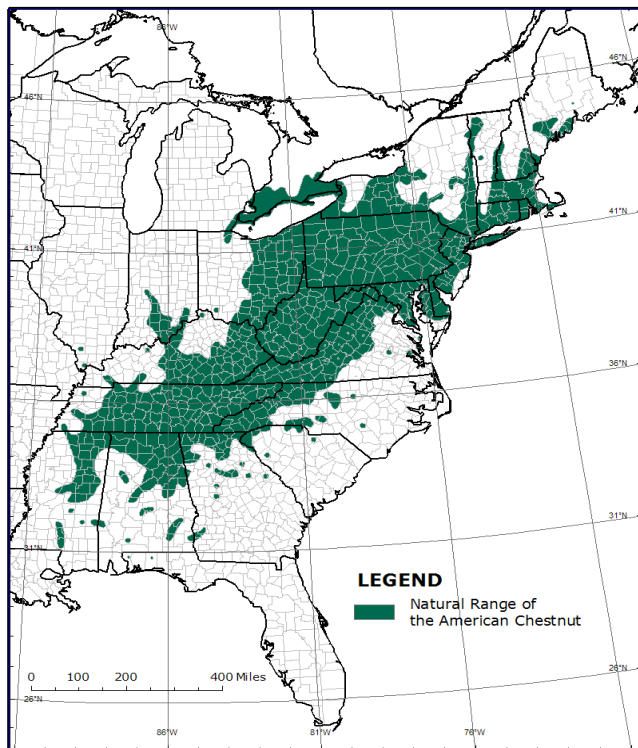 86°W
46°N
46°N
41°N
41°N
36°N
31°N
31°N
LEGEND
Natural Range of
the American Chestnut
0 100 200 400 Miles
26°N
26°N
86°W
81°W
76°W